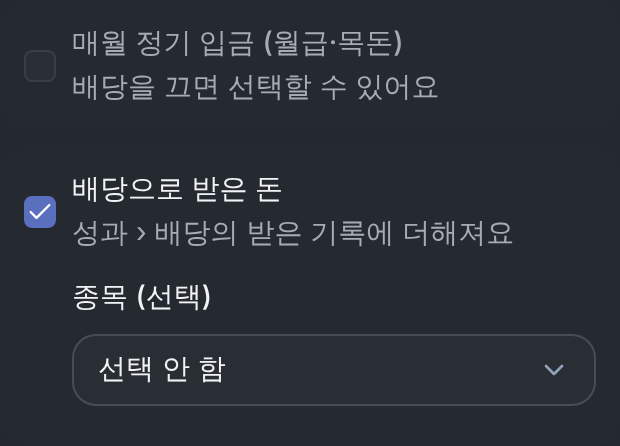 매월 정기 입금 (월급·목돈)
배당을 끄면 선택할 수 있어요
배당으로 받은 돈
성과 › 배당의 받은 기록에 더해져요
종목 (선택)
선택 안 함